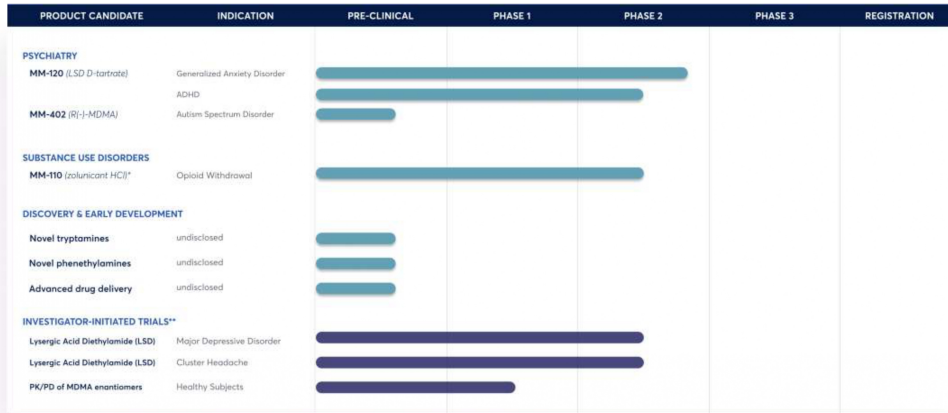 PRODUCT CANDIDATE INDICATION PRE-CLINICAL PHASE 1 PHASE 2 PHASE 3 REGISTRATION
PSYCHIATRY
MM-120 (LSD D-tartrate) Generalized Anxiety Disorder
ADHD
MM-402 (R(-)-MDMA) Autism Spectrum Disorder
SUBSTANCE USE DISORDERS
MM-110 (zolunicant HCl)* Opioid Withdrawal
DISCOVERY & EARLY DEVELOPMENT
Novel tryptamines undisclosed
Novel phenethylamines undisclosed
Advanced drug delivery undisclosed
INVESTIGATOR-INITIATED TRIALS**
Lysergic Acid Diethylamide (LSD) Major Depressive Disorder
Lysergic Acid Diethylamide (LSD) Cluster Headache
PK/PD of MDMA enantiomers Healthy Subjects